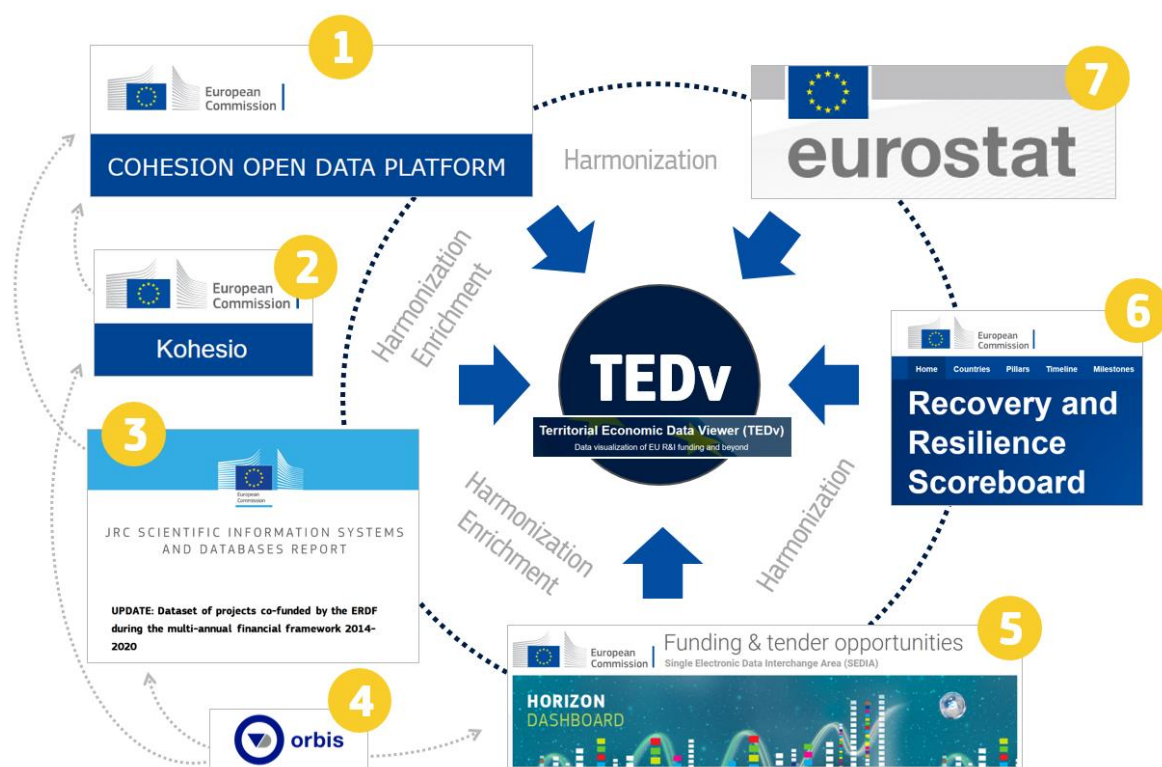 1
European
Commission
COHESION OPEN DATA PLATFORM
7
eurostat
Harmonization
2
European
Commission
Kohesio
Harmonization
Enrichment
TEDv
Territorial Economic Data Viewer (TEDv)
Data visualization of EU R&I funding and beyond
6
European
Commission
Home Countries Pillars Timeline Milestones
Recovery and
Resilience
Scoreboard
3
European
Commission
JRC SCIENTIFIC INFORMATION SYSTEMS
AND DATABASES REPORT
UPDATE: Dataset of projects co-funded by the ERDF
during the multi-annual financial framework 2014-
2020
Harmonization
Enrichment
Harmonization
4
orbis
5
European
Commission
Funding & tender opportunities
Single Electronic Data Interchange Area (SEDIA)
HORIZON
DASHBOARD